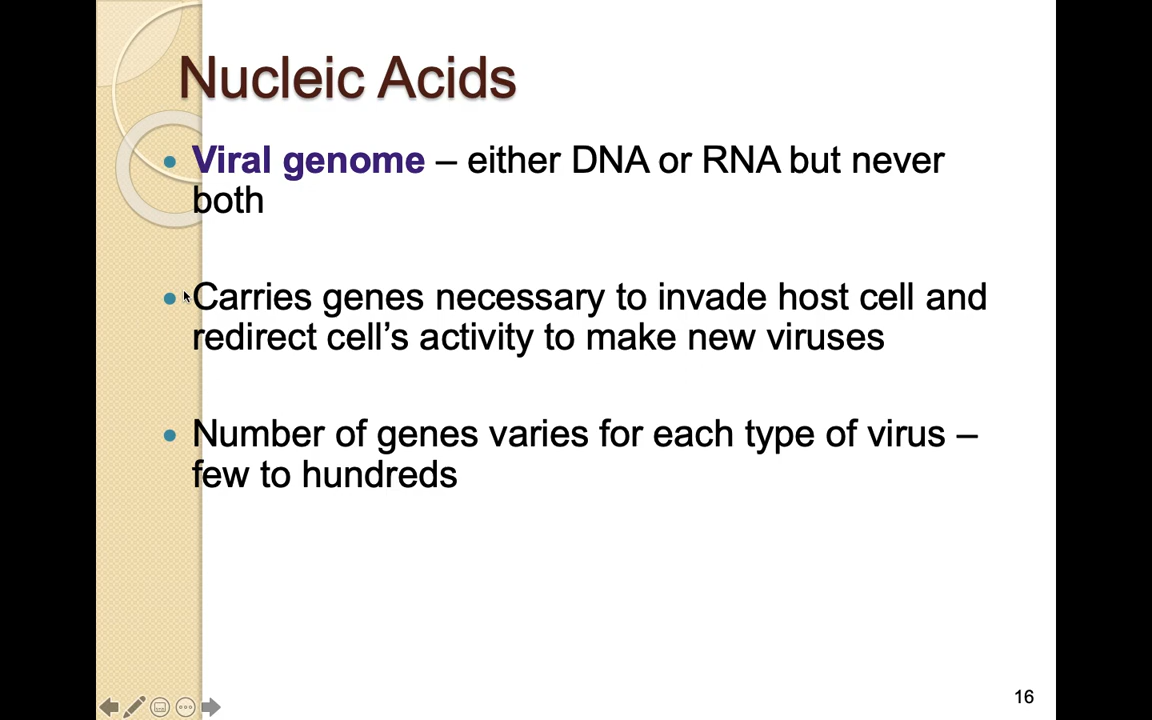 Nucleic Acids
• Viral genome – either DNA or RNA but never
both
• Carries genes necessary to invade host cell and
redirect cell’s activity to make new viruses
• Number of genes varies for each type of virus –
few to hundreds
16